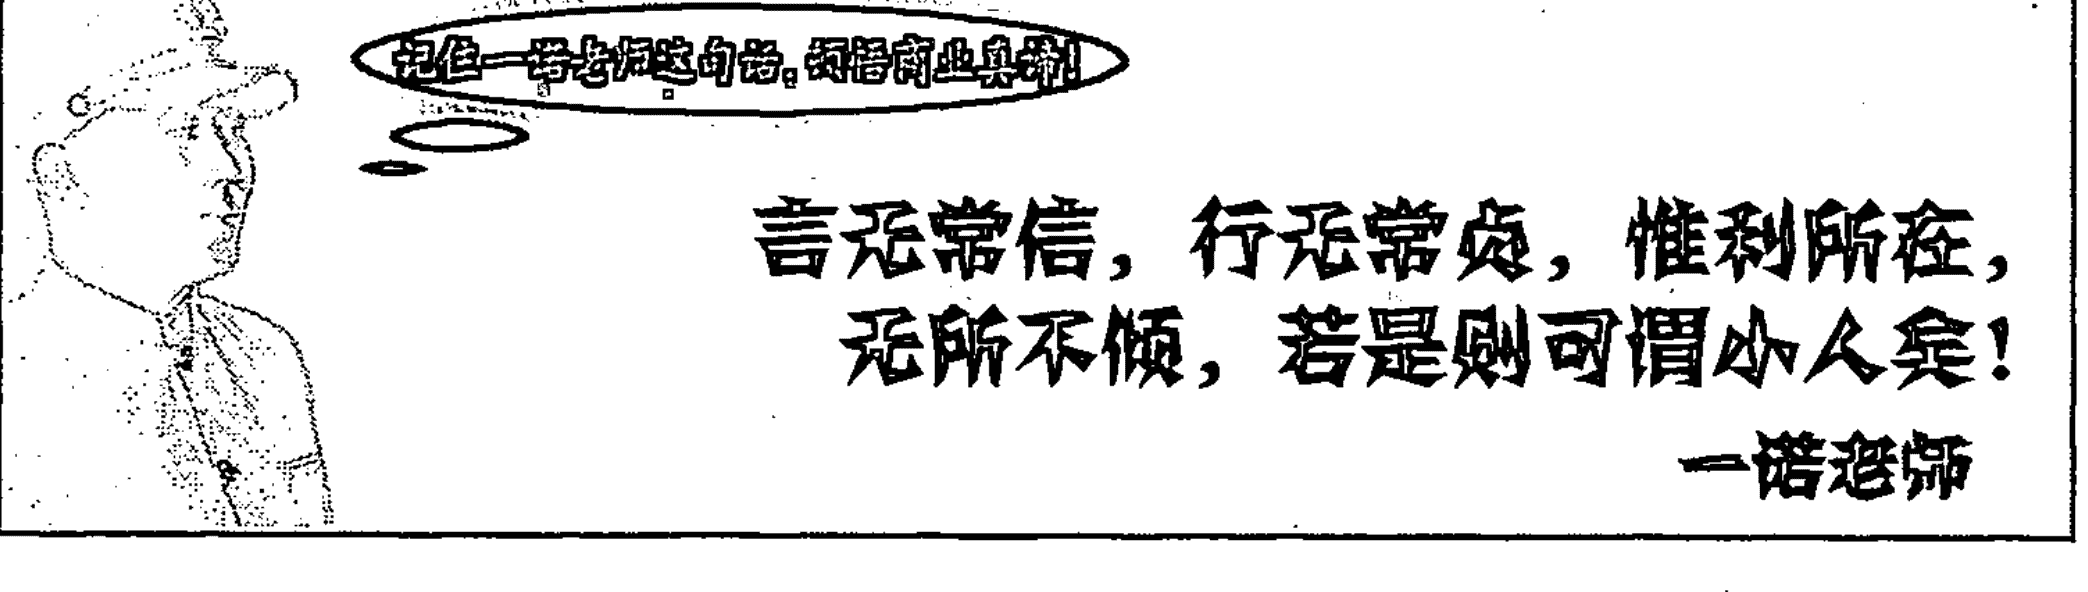 记住一诺老师这句话，领悟商业真谛！
言无常信，行无常贞，惟利所在，
无所不倾，若是则可谓小人矣！
一诺老师